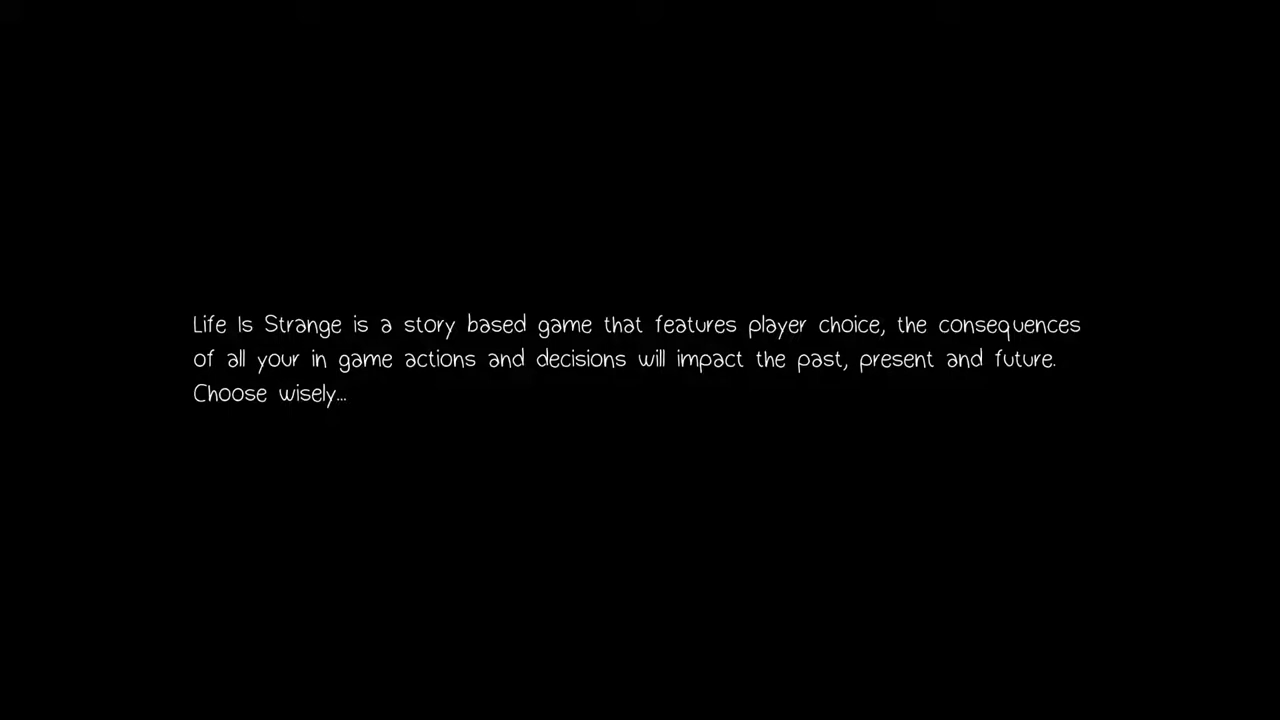 Life Is Strange is a story based game that features player choice, the consequences
of all your in game actions and decisions will impact the past, present and future.
Choose wisely...